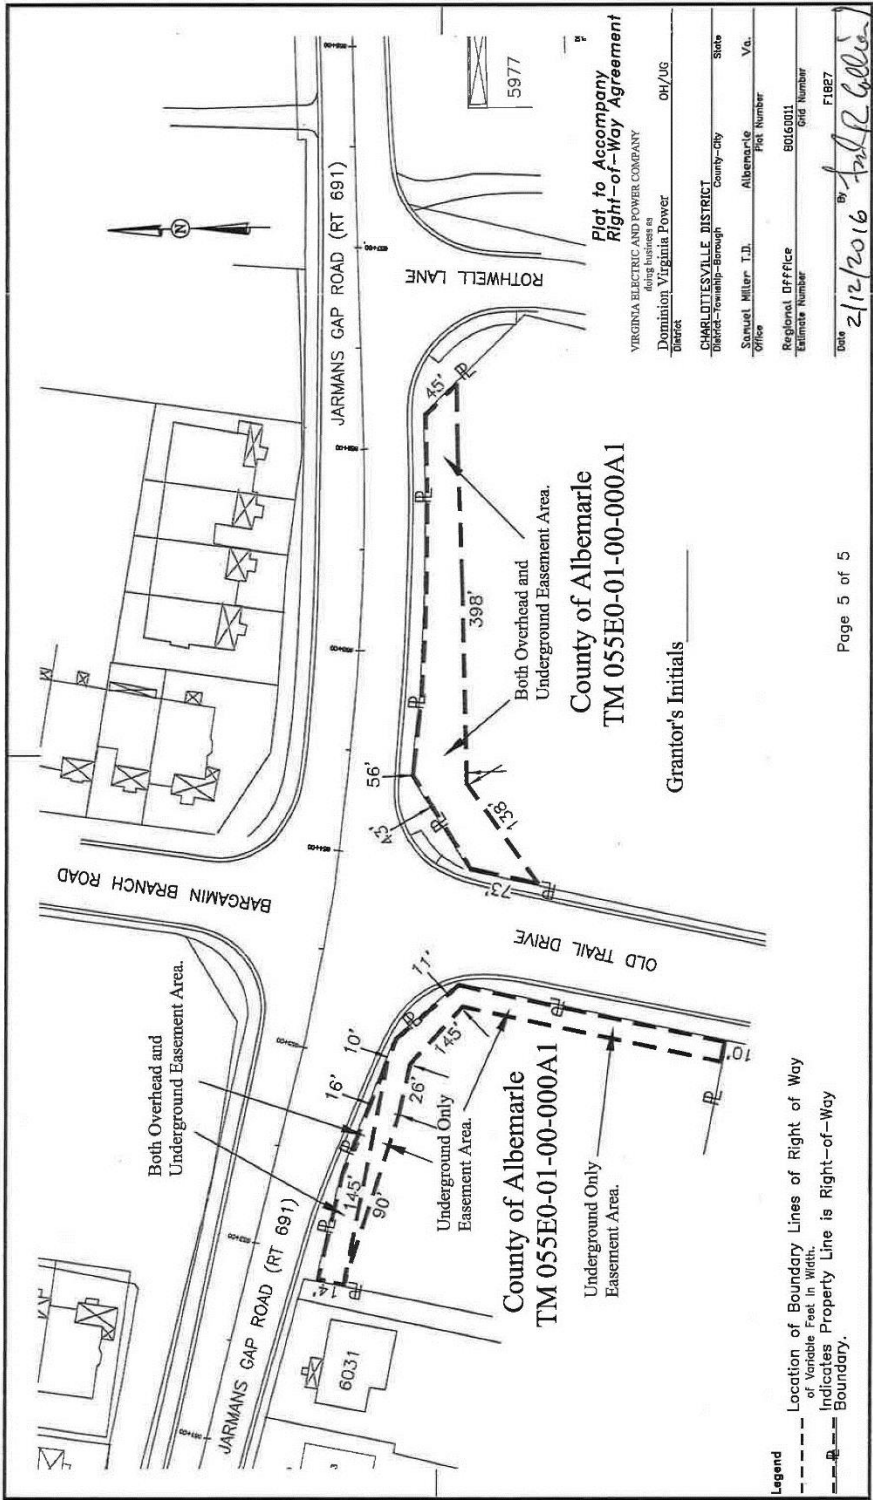 JARMANS GAP ROAD (RT 691)
JARMANS GAP ROAD (RT 691)
BARGAMIN BRANCH ROAD
OLD TRAIL DRIVE
ROTHWELL LANE
N
5977
6031
Both Overhead and
Underground Easement Area.
14'
145'
90'
16'
10'
26'
145'
11'
10'
Underground Only
Easement Area.
County of Albemarle
TM 055E0-01-00-000A1
Underground Only
Easement Area.
56'
45'
73'
138'
398'
45'
Both Overhead and
Underground Easement Area.
County of Albemarle
TM 055E0-01-00-000A1
Grantor's Initials
Plat to Accompany
Right-of-Way Agreement
VIRGINIA ELECTRIC AND POWER COMPANY
doing business as
Dominion Virginia Power OH/UG
District
CHARLOTTESVILLE DISTRICT
District-Township-Borough County-City State
Samuel Miller T.D. Albemarle Va.
Office Plat Number
Regional Offfice 80160011
Estimate Number Grid Number
F1827
Date 2/12/2016 By
Legend
Location of Boundary Lines of Right of Way
of Variable Feet in Width.
PL Indicates Property Line is Right-of-Way
Boundary.
Page 5 of 5